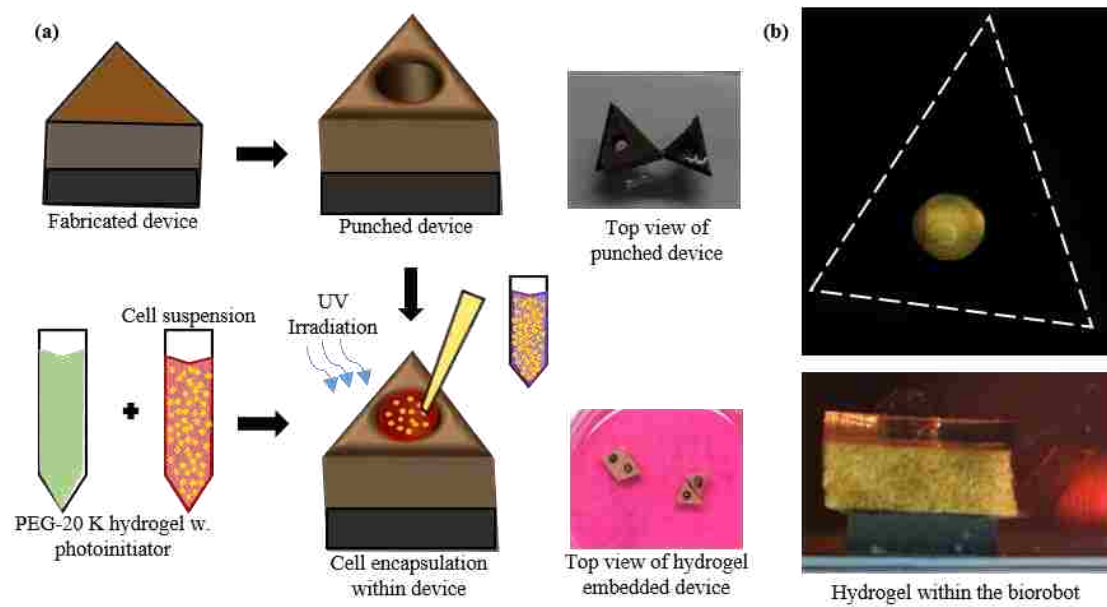 (a)
(b)
Fabricated device
Punched device
Top view of
punched device
Cell suspension
UV
Irradiation
PEG-20 K hydrogel w.
photoinitiator
Cell encapsulation
within device
Top view of hydrogel
embedded device
Hydrogel within the biorobot